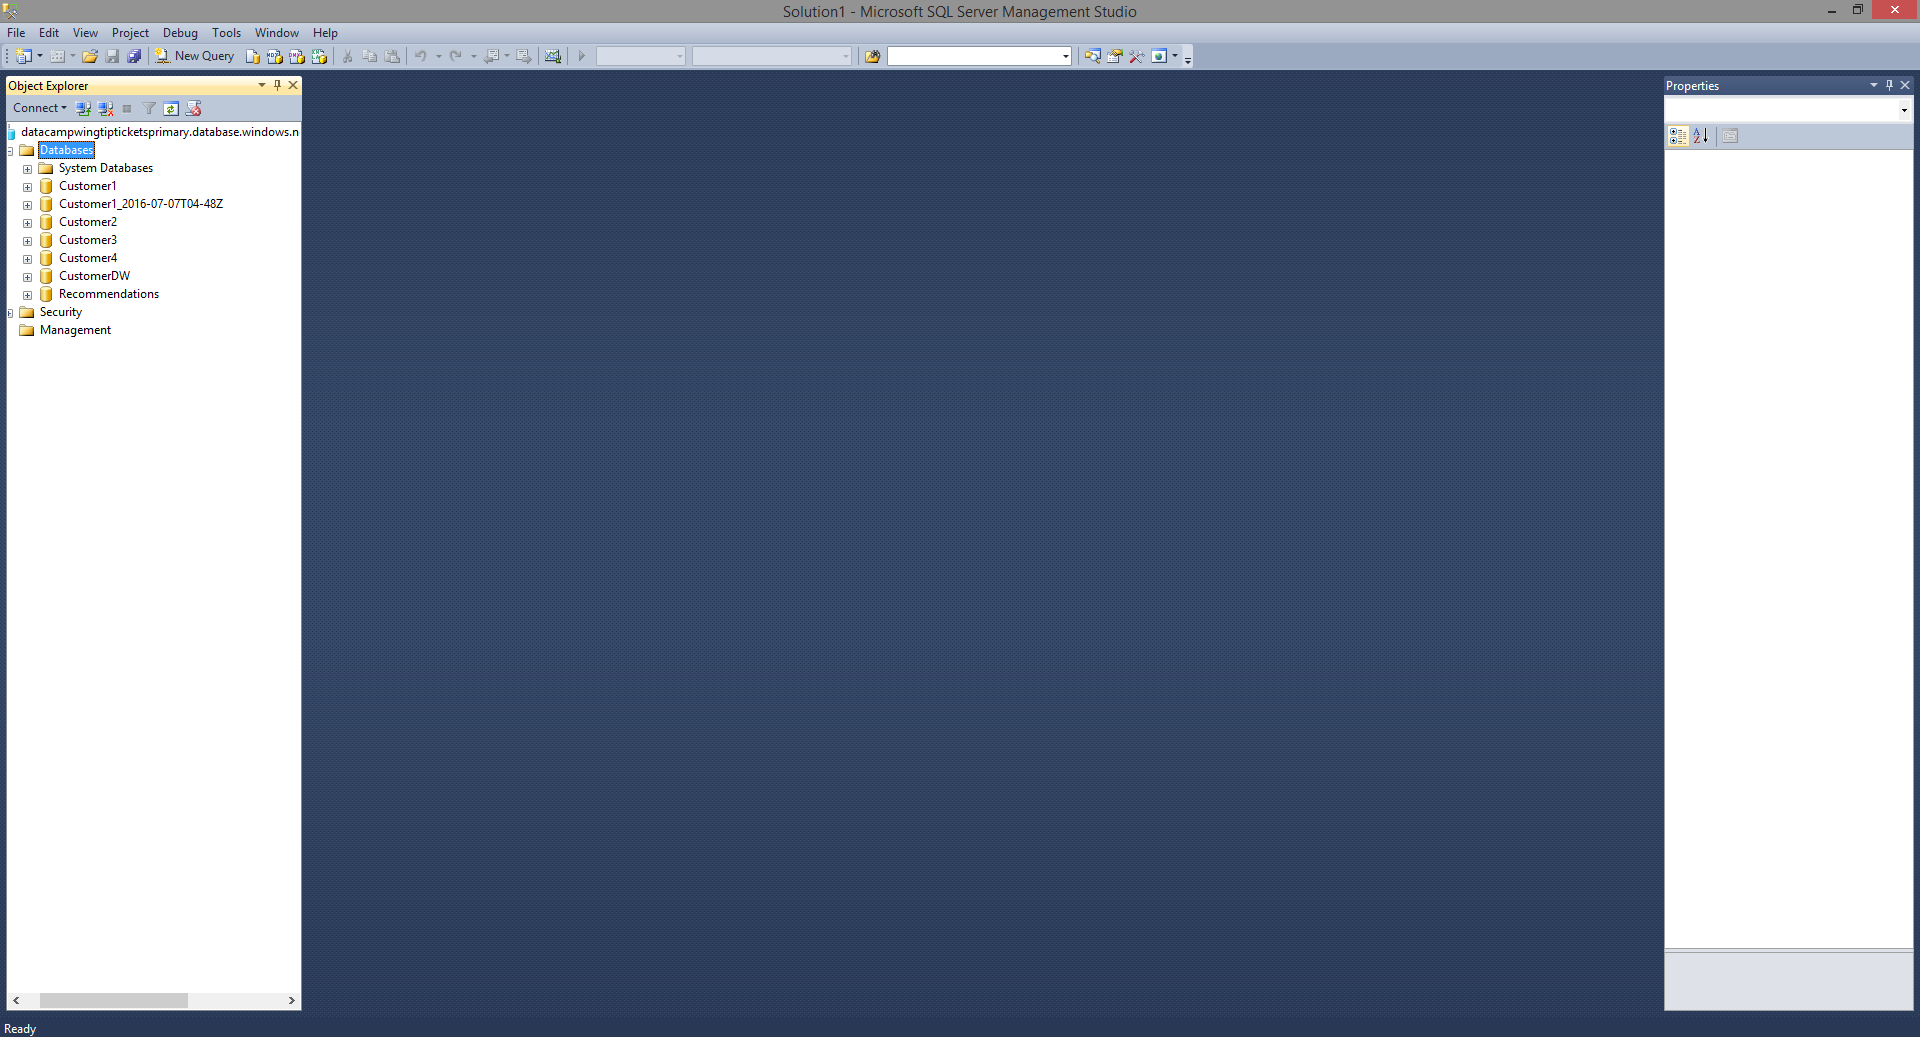 Solution1 - Microsoft SQL Server Management Studio
File Edit View Project Debug Tools Window Help
New Query
Object Explorer
Properties
Connect
datacampwingtipticketsprimary.database.windows.n
Databases
System Databases
Customer1
Customer1_2016-07-07T04-48Z
Customer2
Customer3
Customer4
CustomerDW
Recommendations
Security
Management
Ready